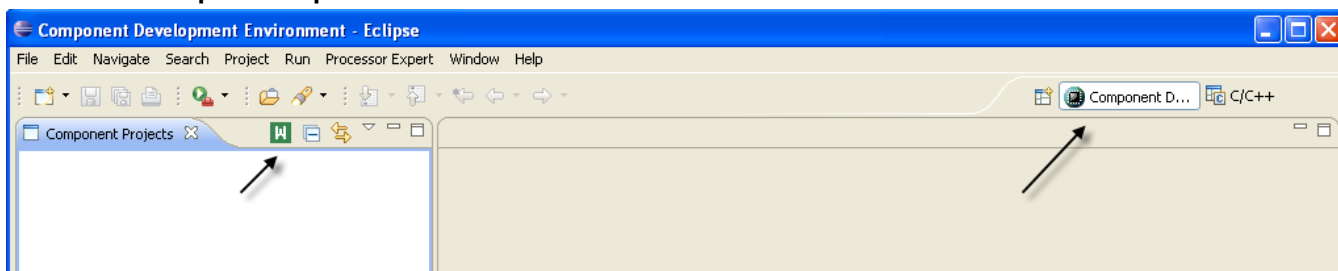 Component Development Environment - Eclipse
File Edit Navigate Search Project Run Processor Expert Window Help
Component D... C/C++
Component Projects
W